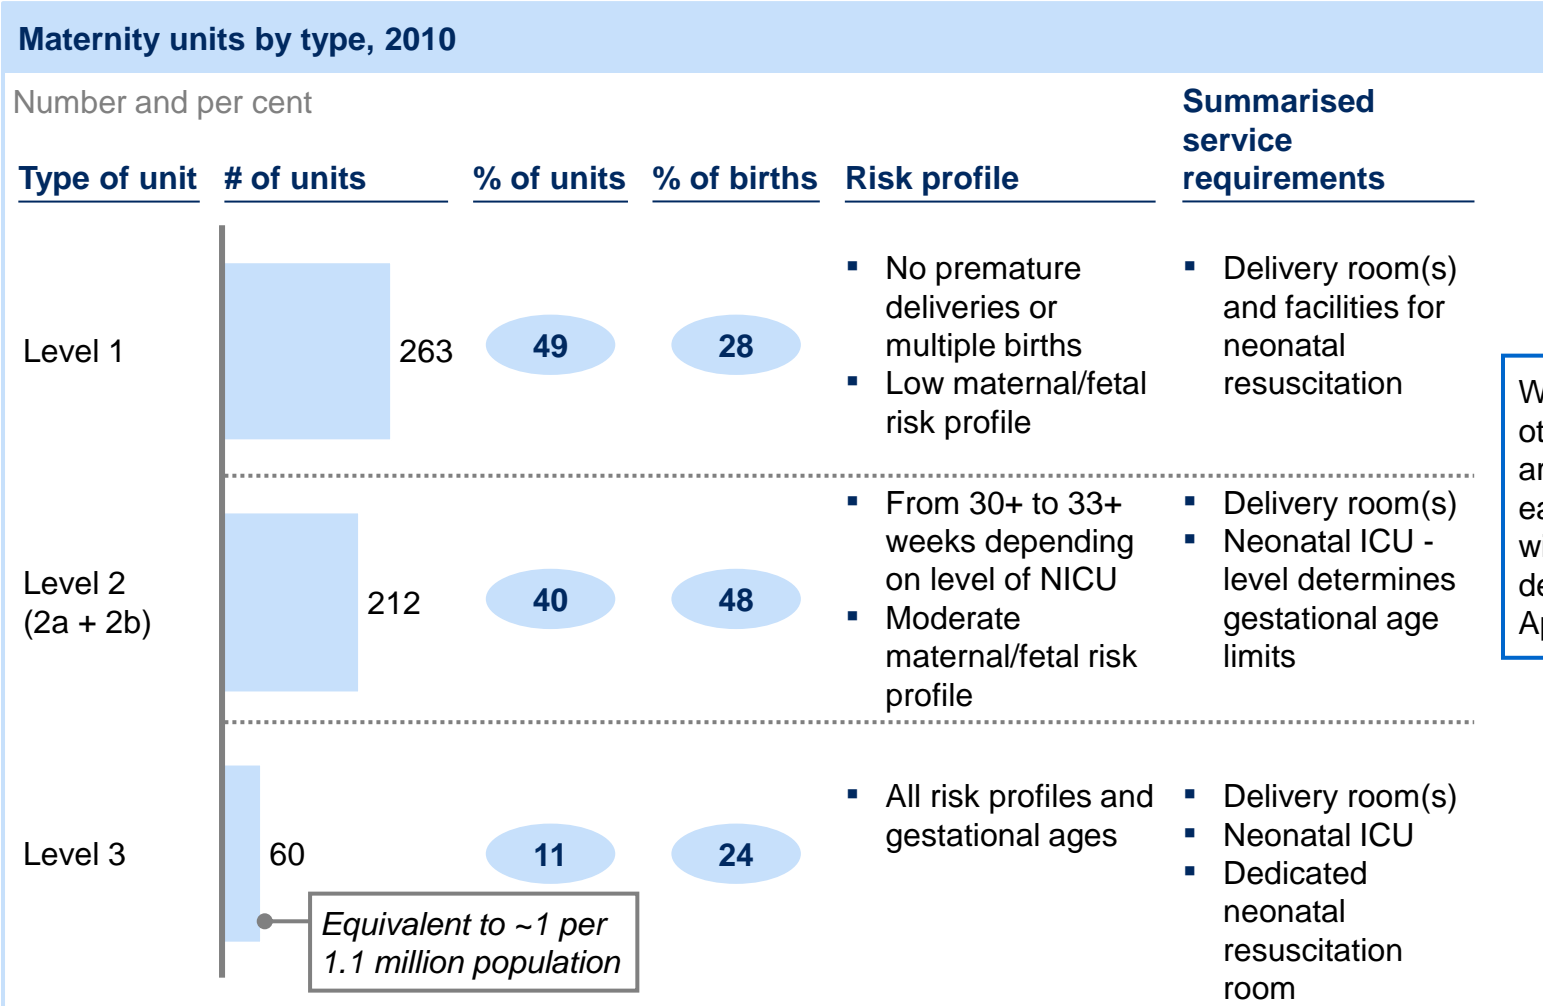 Maternity units by type, 2010
Number and per cent
Type of unit
# of units
% of units
% of births
Risk profile
Summarised
service
requirements
Level 1
263
49
28
▪ No premature
deliveries or
multiple births
▪ Low maternal/fetal
risk profile
▪ Delivery room(s)
and facilities for
neonatal
resuscitation
Level 2
(2a + 2b)
212
40
48
▪ From 30+ to 33+
weeks depending
on level of NICU
▪ Moderate
maternal/fetal risk
profile
▪ Delivery room(s)
▪ Neonatal ICU -
level determines
gestational age
limits
Level 3
60
11
24
▪ All risk profiles and
gestational ages
▪ Delivery room(s)
▪ Neonatal ICU
▪ Dedicated
neonatal
resuscitation
room
Equivalent to ~1 per
1.1 million population